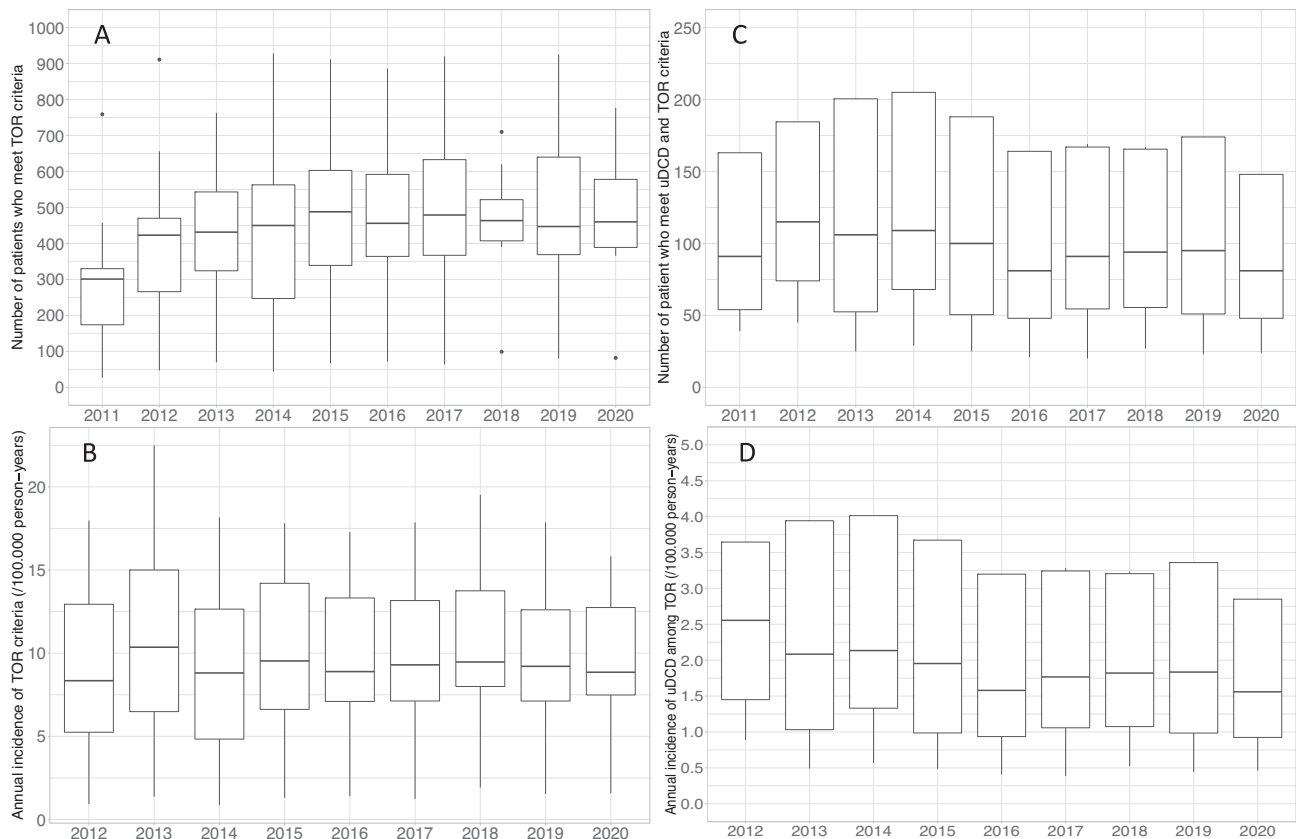 A
Number of patients who meet TOR criteria
1000
900
800
700
600
500
400
300
200
100
0
2011 2012 2013 2014 2015 2016 2017 2018 2019 2020
B
Annual incidence of TOR criteria (/100.000 person−years)
20
15
10
5
0
2012 2013 2014 2015 2016 2017 2018 2019 2020
C
Number of patient who meet uDCD and TOR criteria
250
200
150
100
50
0
2011 2012 2013 2014 2015 2016 2017 2018 2019 2020
D
Annual incidence of uDCD among TOR (/100.000 person−years)
5.0
4.5
4.0
3.5
3.0
2.5
2.0
1.5
1.0
0.5
0.0
2012 2013 2014 2015 2016 2017 2018 2019 2020